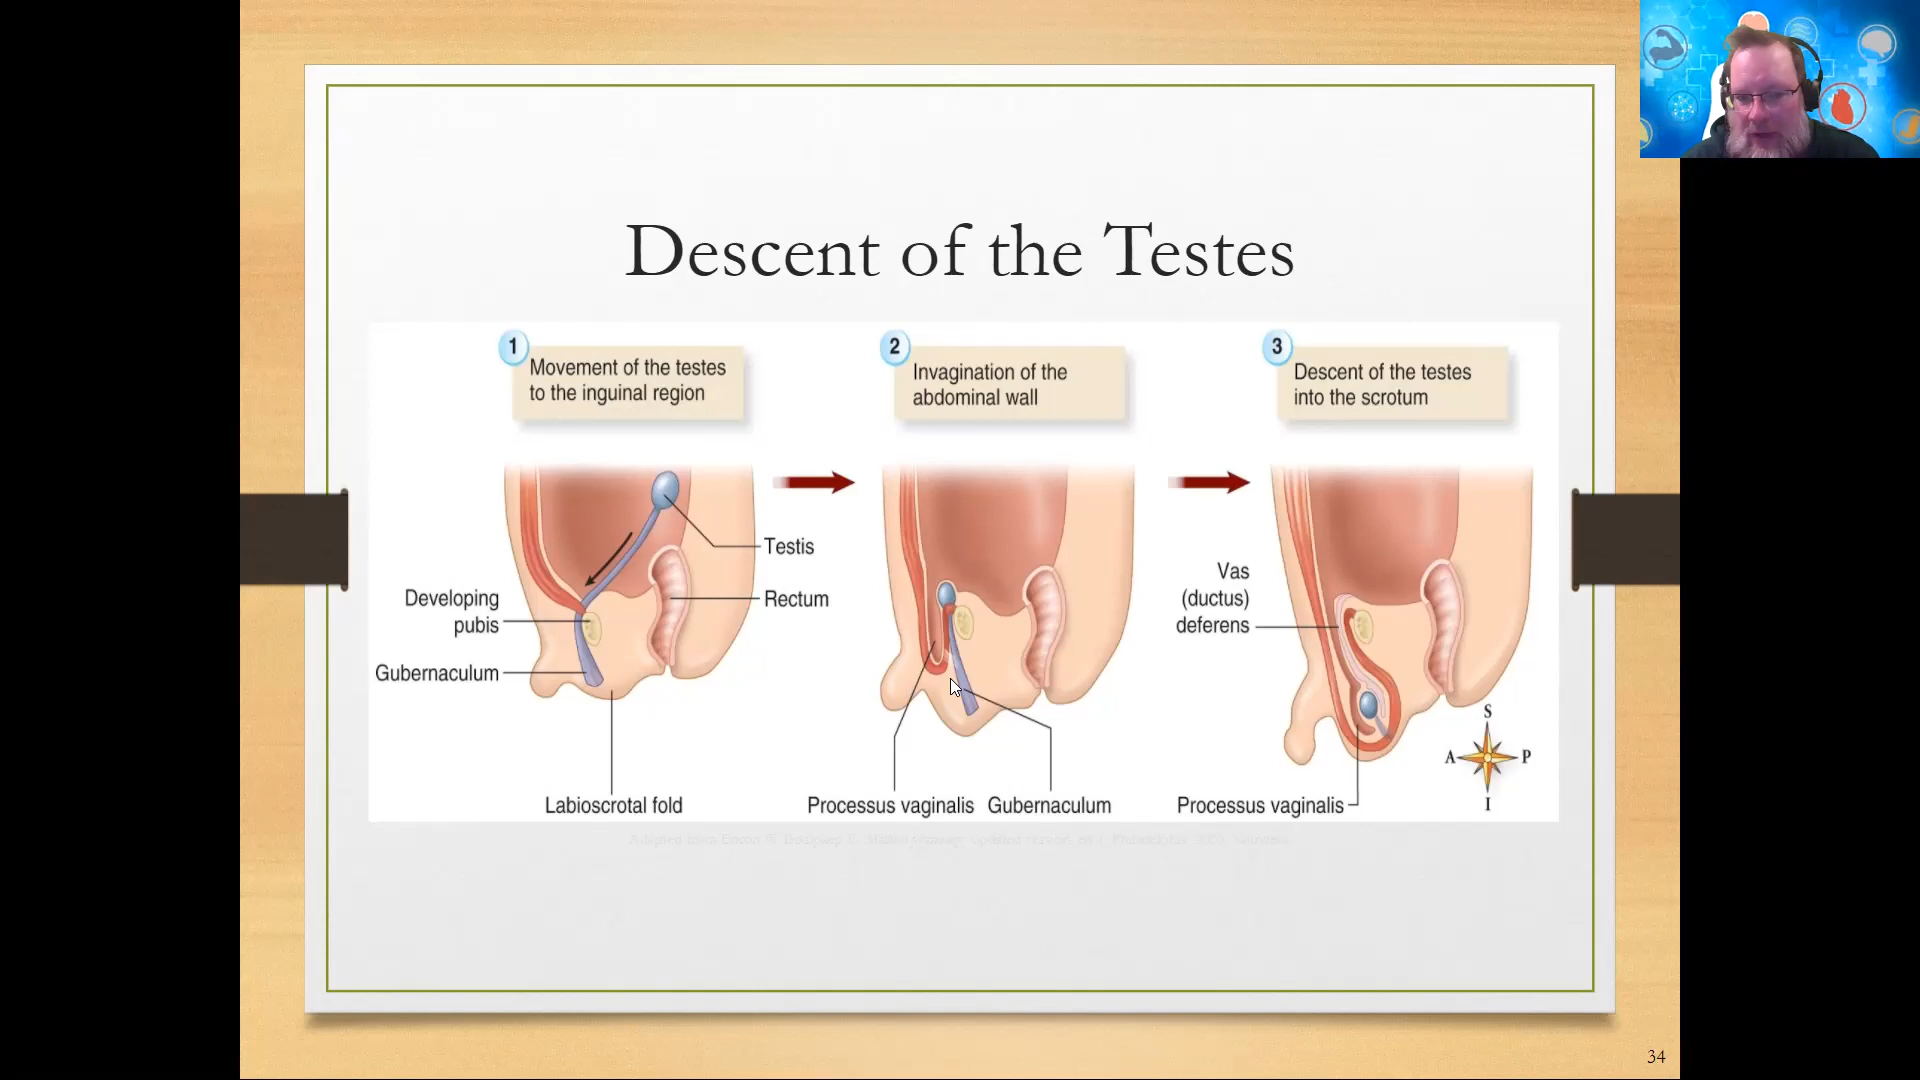 Descent of the Testes
1
Movement of the testes
to the inguinal region
2
Invagination of the
abdominal wall
3
Descent of the testes
into the scrotum
Testis
Rectum
Developing
pubis
Gubernaculum
Labioscrotal fold
Processus vaginalis
Gubernaculum
Vas
(ductus)
deferens
Processus vaginalis
S
A
P
I
34